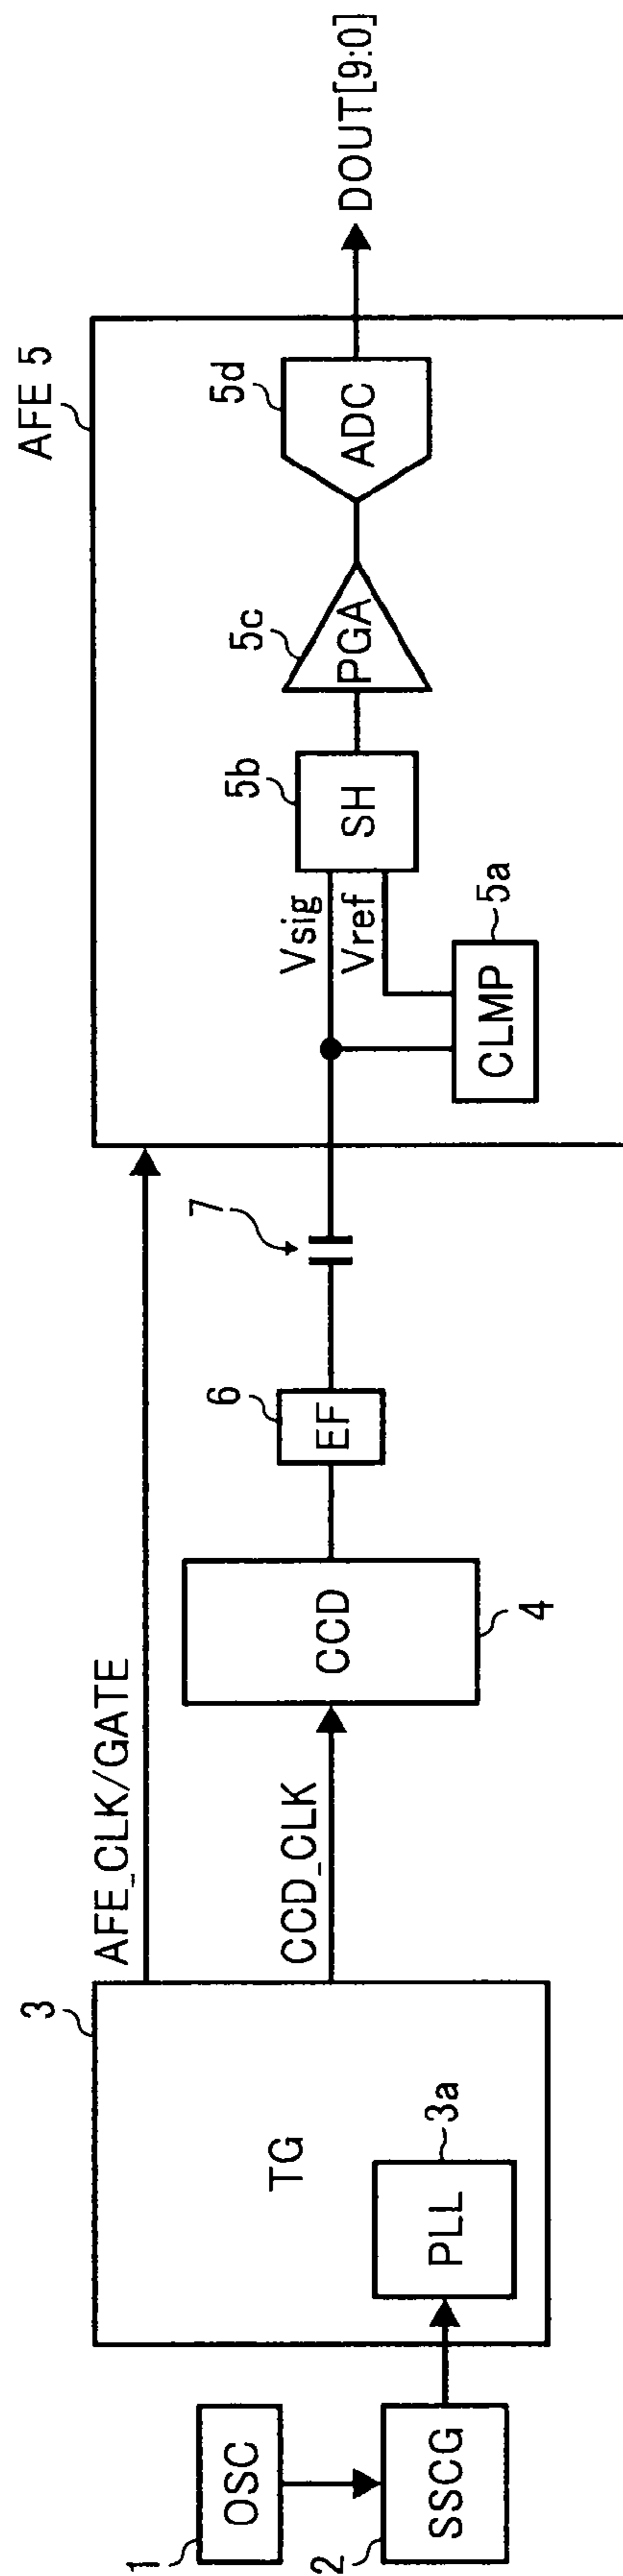 1
OSC
2
SSCG
3
TG
PLL
3a
AFE_CLK/GATE
CCD_CLK
CCD
4
6
EF
7
AFE 5
Vsig
Vref
CLMP
5a
5b
SH
5c
PGA
5d
ADC
DOUT[9:0]